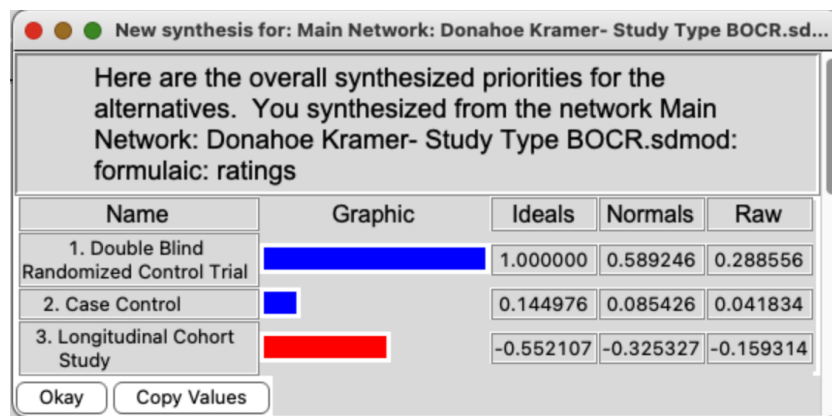 New synthesis for: Main Network: Donahoe Kramer- Study Type BOCR.sd...
Here are the overall synthesized priorities for the
alternatives.  You synthesized from the network Main
Network: Donahoe Kramer- Study Type BOCR.sdmod:
formulaic: ratings
Name Graphic Ideals Normals Raw
1. Double Blind
Randomized Control Trial 1.000000 0.589246 0.288556
2. Case Control 0.144976 0.085426 0.041834
3. Longitudinal Cohort
Study -0.552107 -0.325327 -0.159314
Okay Copy Values